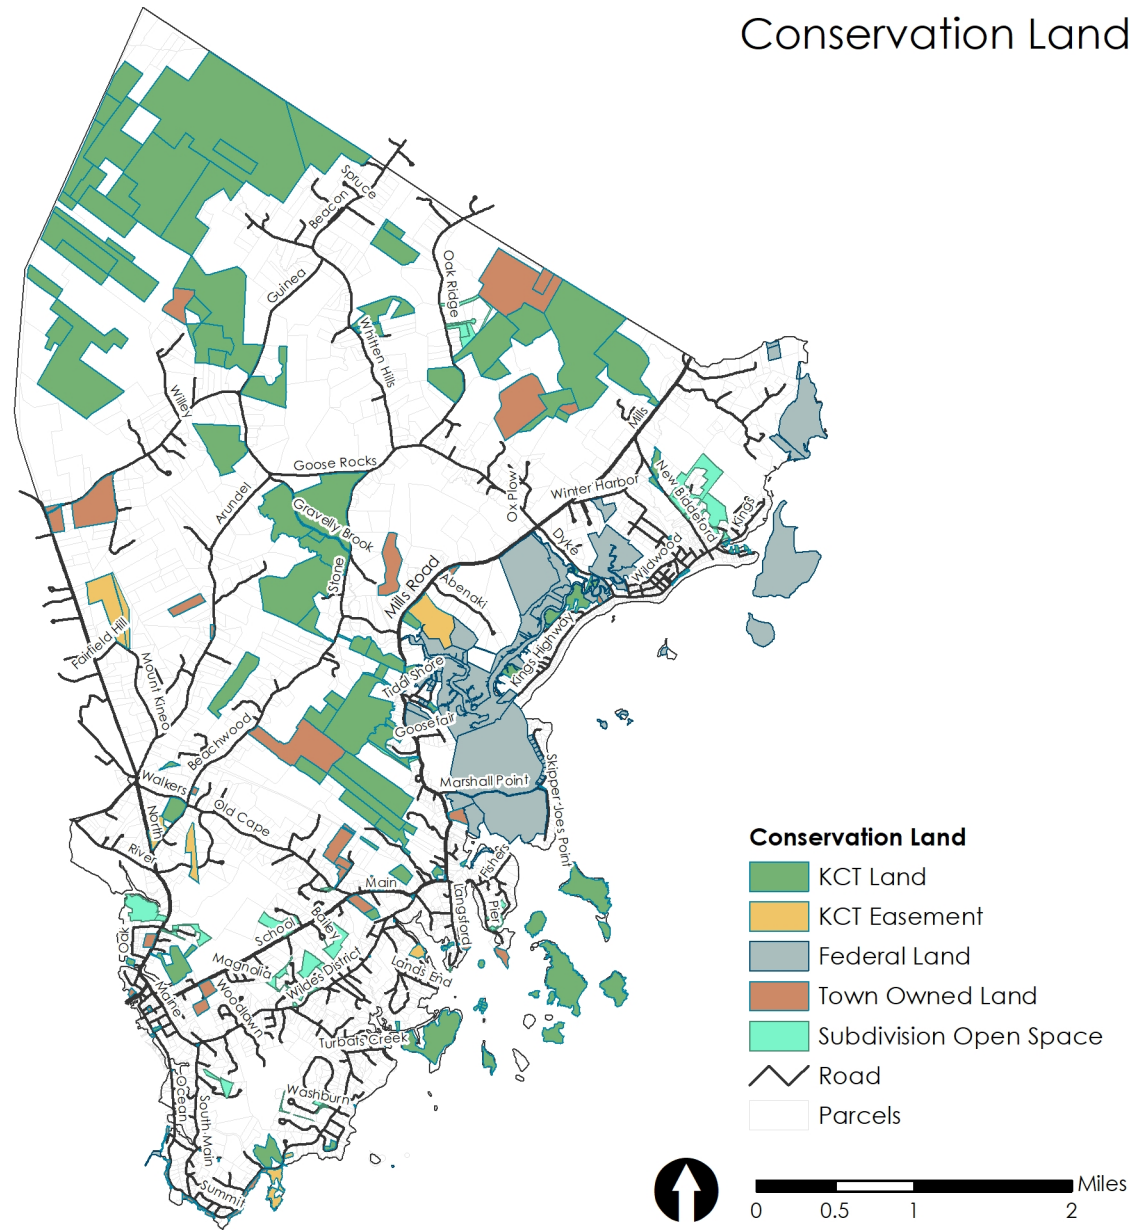 Conservation Land
Spruce
Beacon
Oak Ridge
Guinea
Whitten Hills
Willey
Mills
Goose Rocks
New Biddeford
Winter Harbor
Ox Plow
Kings
Arundel
Gravelly Brook
Dyke
Wildwood
Stone
Mills Road
Abenaki
Fairfield Hill
Kings Highway
Mount Kineo
Tidal Shore
Goosefair
Beachwood
Skipper Joes Point
Walkers
Marshall Point
North
Old Cape
River
Fishers
Main
Langsford
Pier
School
Bailey
Cook
Magnolia
Wildes District
Lands End
Maine
Woodlawn
Turbats Creek
Ocean
South Main
Washburn
Summit
Conservation Land
KCT Land
KCT Easement
Federal Land
Town Owned Land
Subdivision Open Space
Road
Parcels
Miles
0 0.5 1 2